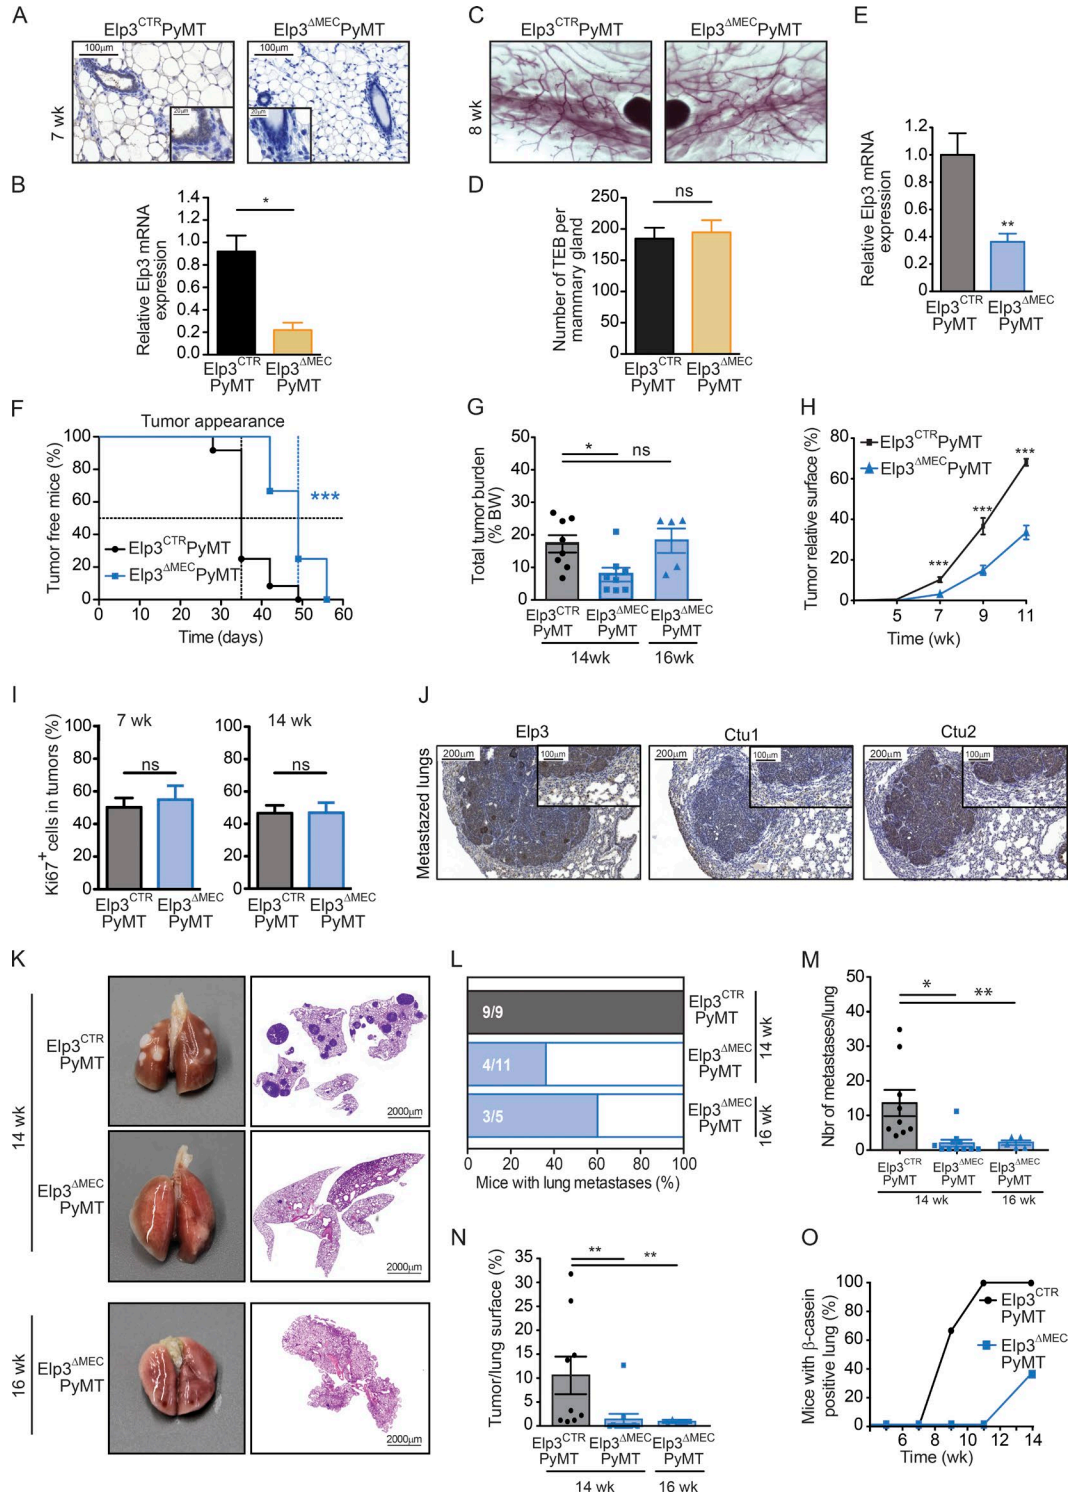 A
Elp3CTRPyMT
Elp3ΔMECPyMT
100µm
100µm
20µm
20µm
7 wk
B
Relative Elp3 mRNA
expression
1.4
1.2
1.0
0.8
0.6
0.4
0.2
0.0
*
Elp3CTR
PyMT
Elp3ΔMEC
PyMT
C
Elp3CTRPyMT
Elp3ΔMECPyMT
8 wk
D
Number of TEB per
mammary gland
250
200
150
100
50
0
ns
Elp3CTR
PyMT
Elp3ΔMEC
PyMT
E
Relative Elp3 mRNA
expression
1.2
1.0
0.8
0.6
0.4
0.2
0
**
Elp3CTR
PyMT
Elp3ΔMEC
PyMT
F
Tumor appearance
Tumor free mice (%)
100
80
60
40
20
0
***
Elp3CTRPyMT
Elp3ΔMECPyMT
0 10 20 30 40 50 60
Time (days)
G
Total tumor burden
(% BW)
50
40
30
20
10
0
* ns
Elp3CTR
PyMT
Elp3ΔMEC
PyMT
Elp3ΔMEC
PyMT
14wk
16wk
H
Tumor relative surface (%)
80
60
40
20
0
Elp3CTRPyMT
Elp3ΔMECPyMT
***
***
***
5 7 9 11
Time (wk)
I
Ki67+ cells in tumors (%)
7 wk
100
80
60
40
20
0
ns
Elp3CTR
PyMT
Elp3ΔMEC
PyMT
14 wk
100
80
60
40
20
0
ns
Elp3CTR
PyMT
Elp3ΔMEC
PyMT
J
Elp3
Ctu1
Ctu2
Metastazed lungs
200µm
100µm
200µm
100µm
200µm
100µm
K
14 wk
Elp3CTR
PyMT
2000µm
Elp3ΔMEC
PyMT
2000µm
16 wk
Elp3ΔMEC
PyMT
2000µm
L
9/9
Elp3CTR
PyMT
4/11
Elp3ΔMEC
PyMT
14 wk
3/5
Elp3ΔMEC
PyMT
16 wk
0 20 40 60 80 100
Mice with lung metastases (%)
M
Nbr of metastases/lung
50
40
30
20
10
0
* **
Elp3CTR
PyMT
Elp3ΔMEC
PyMT
Elp3ΔMEC
PyMT
14 wk
16 wk
N
Tumor/lung surface (%)
35
30
25
20
15
10
5
0
** **
Elp3CTR
PyMT
Elp3ΔMEC
PyMT
Elp3ΔMEC
PyMT
14 wk
16 wk
O
Mice with β-casein
positive lung (%)
100
80
60
40
20
0
Elp3CTR
PyMT
Elp3ΔMEC
PyMT
6 8 10 12 14
Time (wk)